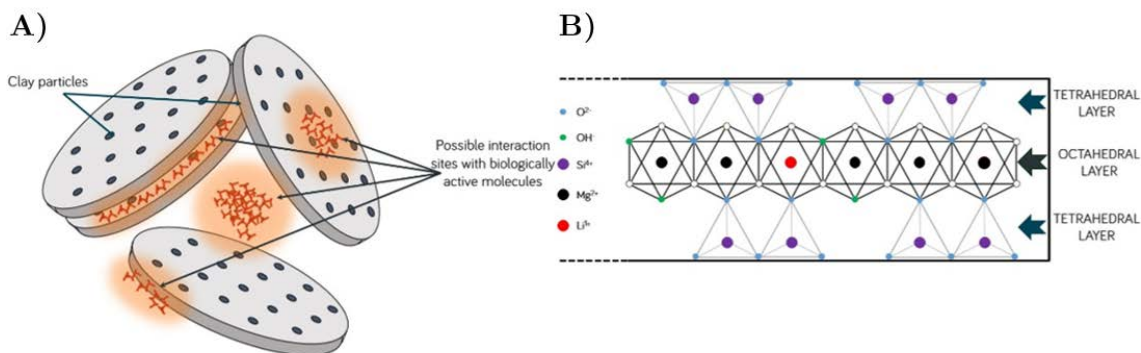 A)
Clay particles
Possible interaction
sites with biologically
active molecules
B)
O²⁻
OH⁻
Si⁴⁺
Mg²⁺
Li¹⁺
TETRAHEDRAL
LAYER
OCTAHEDRAL
LAYER
TETRAHEDRAL
LAYER